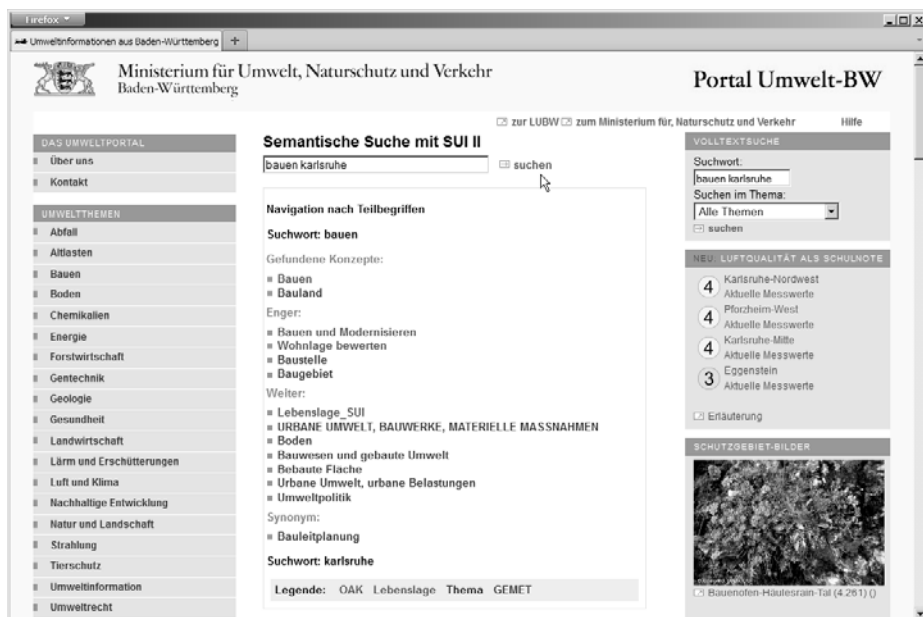 Firefox
Umweltinformationen aus Baden-Württemberg
Ministerium für Umwelt, Naturschutz und Verkehr
Baden-Württemberg
Portal Umwelt-BW
zur LUBW zum Ministerium für, Naturschutz und Verkehr Hilfe
DAS UMWELTPORTAL
Über uns
Kontakt
UMWELTTHEMEN
Abfall
Altlasten
Bauen
Boden
Chemikalien
Energie
Forstwirtschaft
Gentechnik
Geologie
Gesundheit
Landwirtschaft
Lärm und Erschütterungen
Luft und Klima
Nachhaltige Entwicklung
Natur und Landschaft
Strahlung
Tierschutz
Umweltinformation
Umweltrecht
Semantische Suche mit SUI II
bauen karlsruhe suchen
Navigation nach Teilbegriffen
Suchwort: bauen
Gefundene Konzepte:
Bauen
Bauland
Enger:
Bauen und Modernisieren
Wohnlage bewerten
Baustelle
Baugebiet
Weiter:
Lebenslage_SUI
URBANE UMWELT, BAUWERKE, MATERIELLE MASSNAHMEN
Boden
Bauwesen und gebaute Umwelt
Bebaute Fläche
Urbane Umwelt, urbane Belastungen
Umweltpolitik
Synonym:
Bauleitplanung
Suchwort: karlsruhe
Legende: OAK Lebenslage Thema GEMET
VOLLTEXTSUCHE
Suchwort:
bauen karlsruhe
Suchen im Thema:
Alle Themen
suchen
NEU: LUFTQUALITÄT ALS SCHULNOTE
4 Karlsruhe-Nordwest
Aktuelle Messwerte
4 Pforzheim-West
Aktuelle Messwerte
4 Karlsruhe-Mitte
Aktuelle Messwerte
3 Eggenstein
Aktuelle Messwerte
Erläuterung
SCHUTZGEBIET-BILDER
Bauenofen-Häulesrain-Tal (4.261) ()